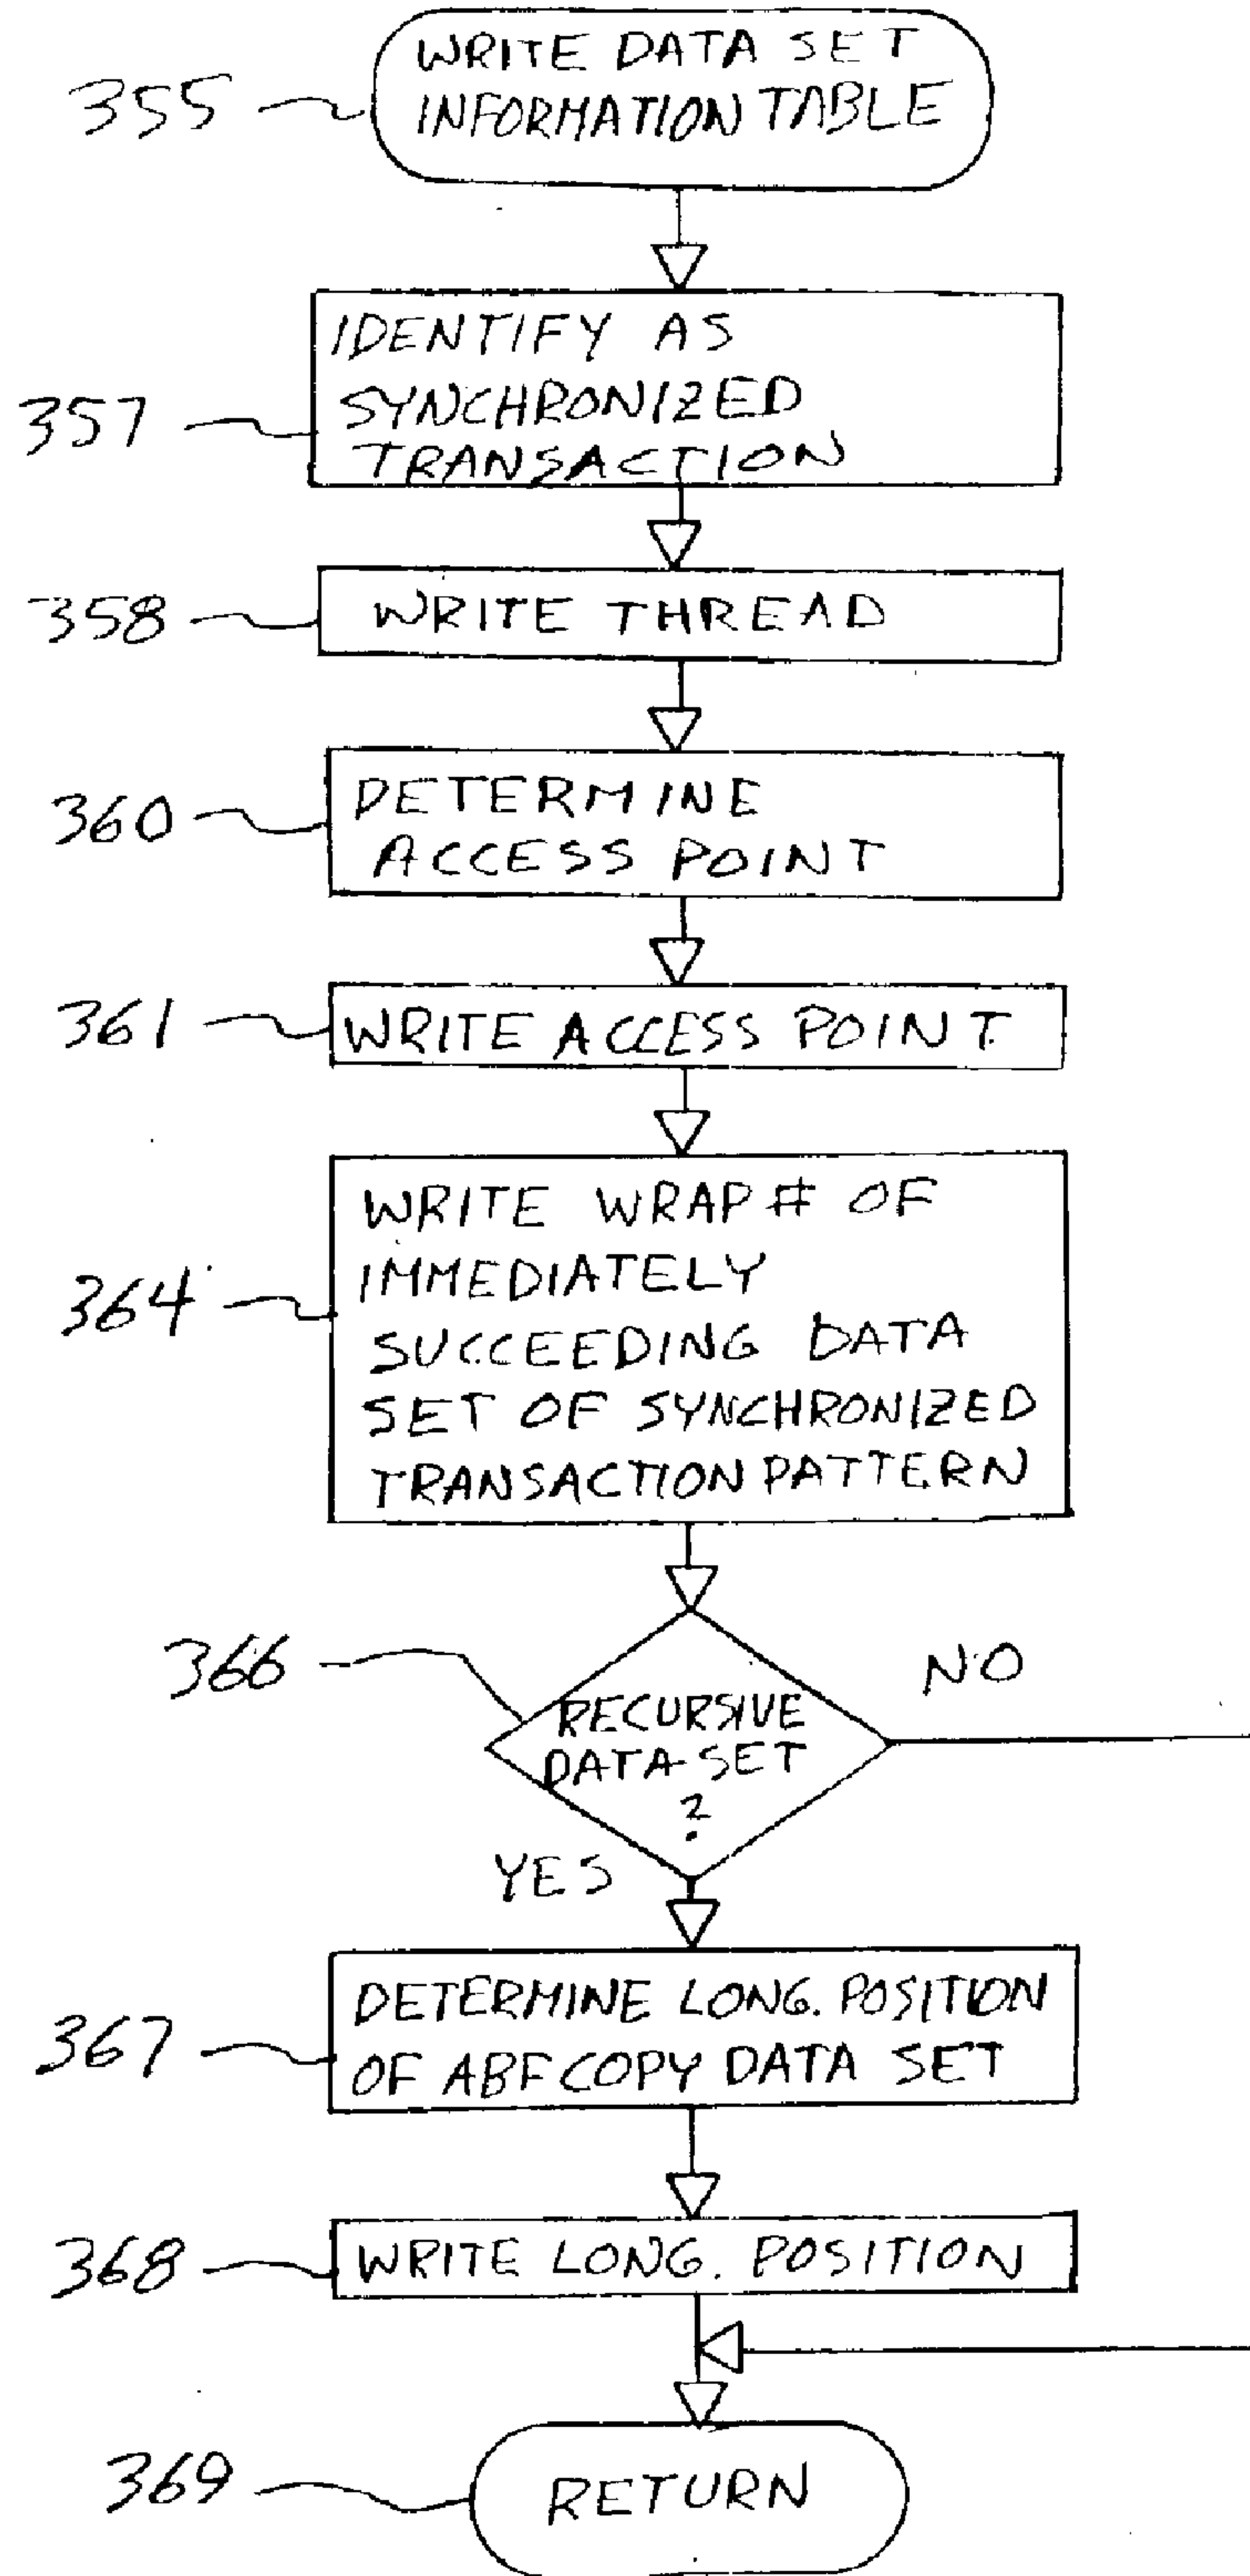 355
WRITE DATA SET
INFORMATION TABLE
357
IDENTIFY AS
SYNCHRONIZED
TRANSACTION
358
WRITE THREAD
360
DETERMINE
ACCESS POINT
361
WRITE ACCESS POINT
364
WRITE WRAP # OF
IMMEDIATELY
SUCCEEDING DATA
SET OF SYNCHRONIZED
TRANSACTION PATTERN
366
RECURSIVE
DATA SET
?
NO
YES
367
DETERMINE LONG. POSITION
OF ABF COPY DATA SET
368
WRITE LONG. POSITION
369
RETURN